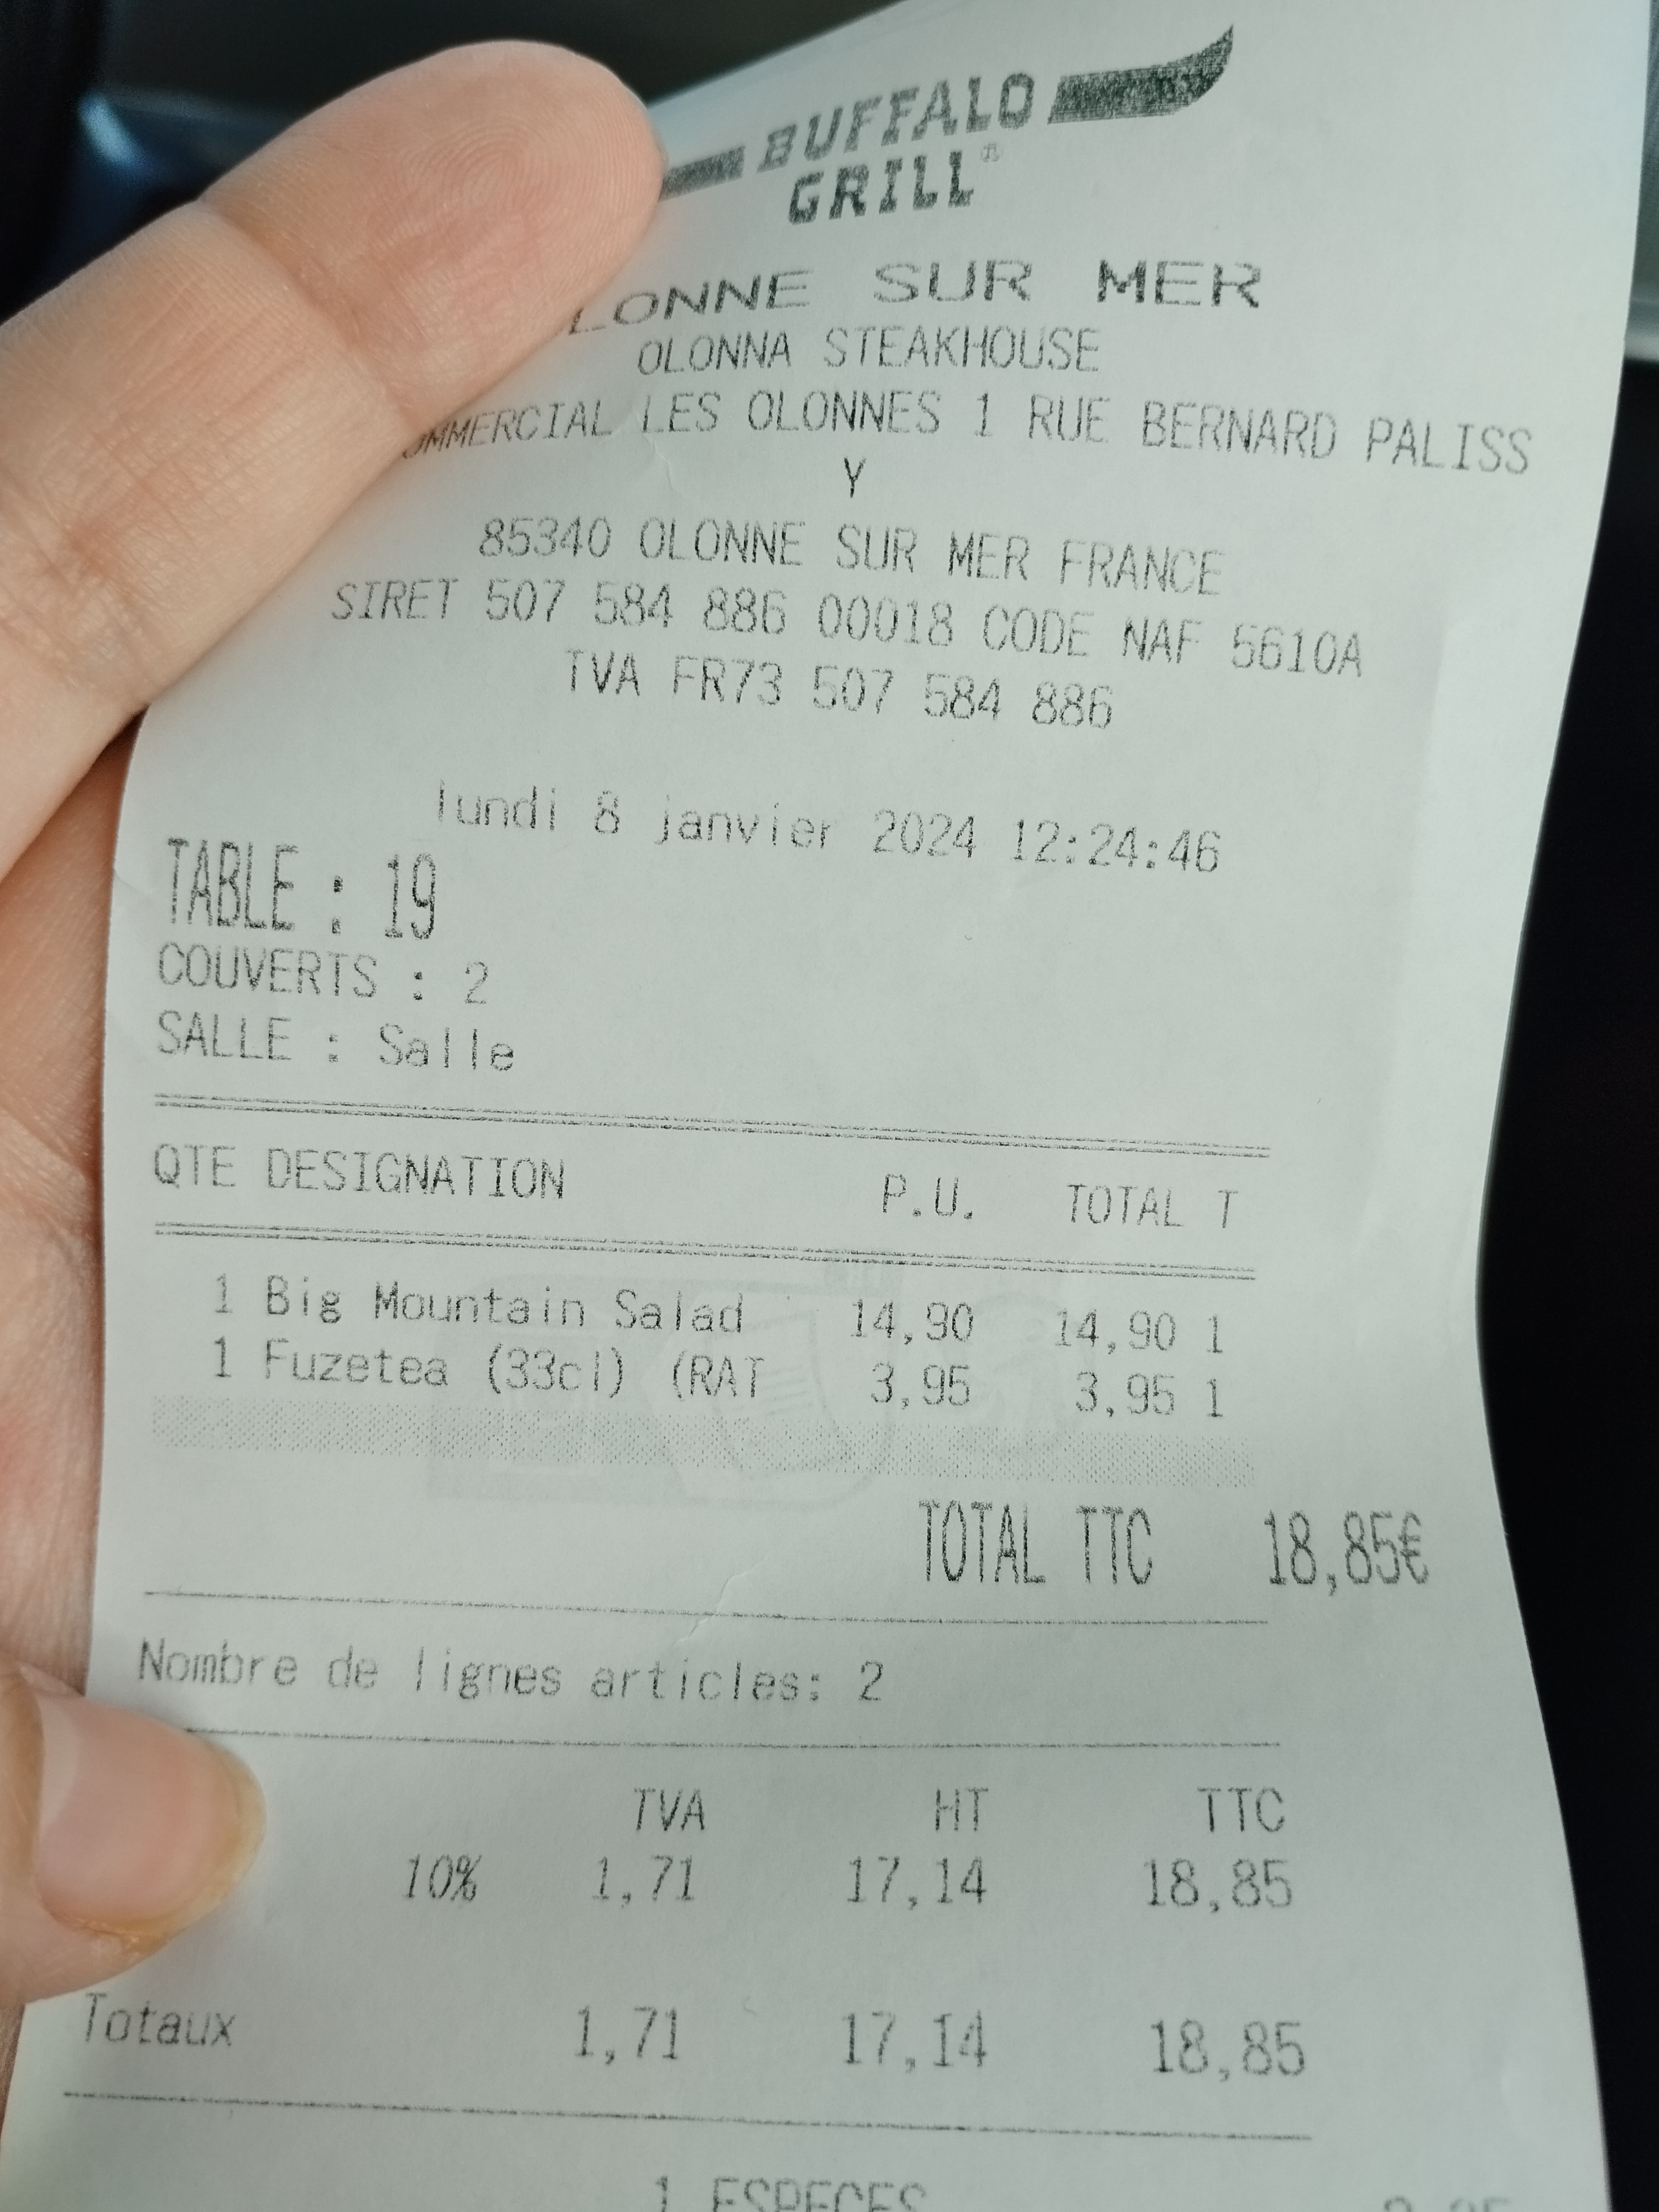 BUFFALO
GRILL®
LONNE SUR MER
OLONNA STEAKHOUSE
OMMERCIAL LES OLONNES 1 RUE BERNARD PALISS
Y
85340 OLONNE SUR MER FRANCE
SIRET 507 584 886 00018 CODE NAF 5610A
TVA FR73 507 584 886
lundi 8 janvier 2024 12:24:46
TABLE : 19
COUVERTS : 2
SALLE : Salle
QTE DESIGNATION P.U. TOTAL T
1 Big Mountain Salad 14,90 14,90 1
1 Fuzetea (33cl) (RAT 3,95 3,95 1
TOTAL TTC 18,85€
Nombre de lignes articles: 2
TVA HT TTC
10% 1,71 17,14 18,85
Totaux 1,71 17,14 18,85
1 ESPECES